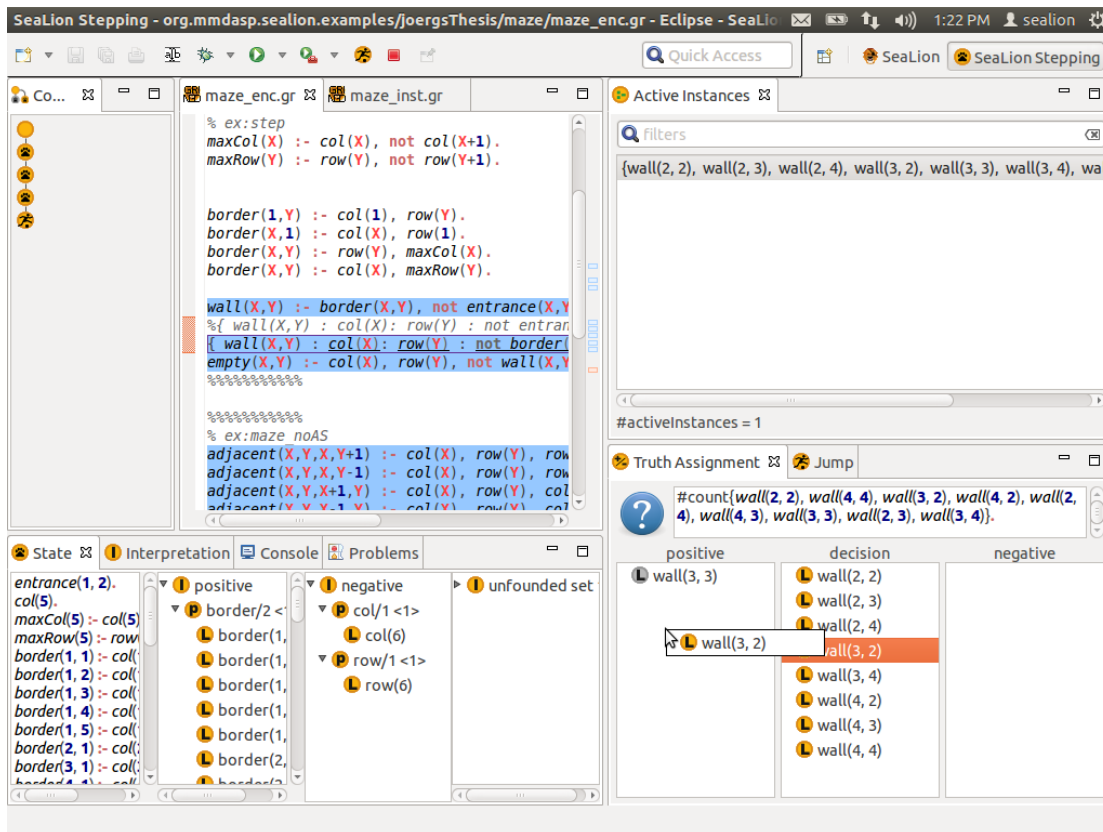 SeaLion Stepping - org.mmdasp.sealion.examples/joergsThesis/maze/maze_enc.gr - Eclipse - SeaLio 1:22 PM sealion
Quick Access SeaLion SeaLion Stepping
Co...
maze_enc.gr maze_inst.gr
% ex:step
maxCol(X) :- col(X), not col(X+1).
maxRow(Y) :- row(Y), not row(Y+1).
border(1,Y) :- col(1), row(Y).
border(X,1) :- col(X), row(1).
border(X,Y) :- row(Y), maxCol(X).
border(X,Y) :- col(X), maxRow(Y).
wall(X,Y) :- border(X,Y), not entrance(X,Y
%{ wall(X,Y) : col(X): row(Y) : not entran
{ wall(X,Y) : col(X): row(Y) : not border(
empty(X,Y) :- col(X), row(Y), not wall(X,Y
%%%%%%%%%%%
%%%%%%%%%%%
% ex:maze_noAS
adjacent(X,Y,X,Y+1) :- col(X), row(Y), row
adjacent(X,Y,X,Y-1) :- col(X), row(Y), row
adjacent(X,Y,X+1,Y) :- col(X), row(Y), col
adjacent(X,Y,X-1,Y) :- col(X), row(Y), col
Active Instances
filters
{wall(2, 2), wall(2, 3), wall(2, 4), wall(3, 2), wall(3, 3), wall(3, 4), wa
#activeInstances = 1
Truth Assignment Jump
#count{wall(2, 2), wall(4, 4), wall(3, 2), wall(4, 2), wall(2,
4), wall(4, 3), wall(3, 3), wall(2, 3), wall(3, 4)}.
positive decision negative
wall(3, 3)
wall(3, 2)
wall(2, 2)
wall(2, 3)
wall(2, 4)
wall(3, 2)
wall(3, 4)
wall(4, 2)
wall(4, 3)
wall(4, 4)
State Interpretation Console Problems
entrance(1, 2).
col(5).
maxCol(5) :- col(5)
maxRow(5) :- row
border(1, 1) :- col(
border(1, 2) :- col(
border(1, 3) :- col(
border(1, 4) :- col(
border(1, 5) :- col(
border(2, 1) :- col(
border(3, 1) :- col(
border(4, 1) :- col(
positive
border/2 <
border(1,
border(1,
border(1,
border(1,
border(1,
border(2,
border(2,
negative
col/1 <1>
col(6)
row/1 <1>
row(6)
unfounded set